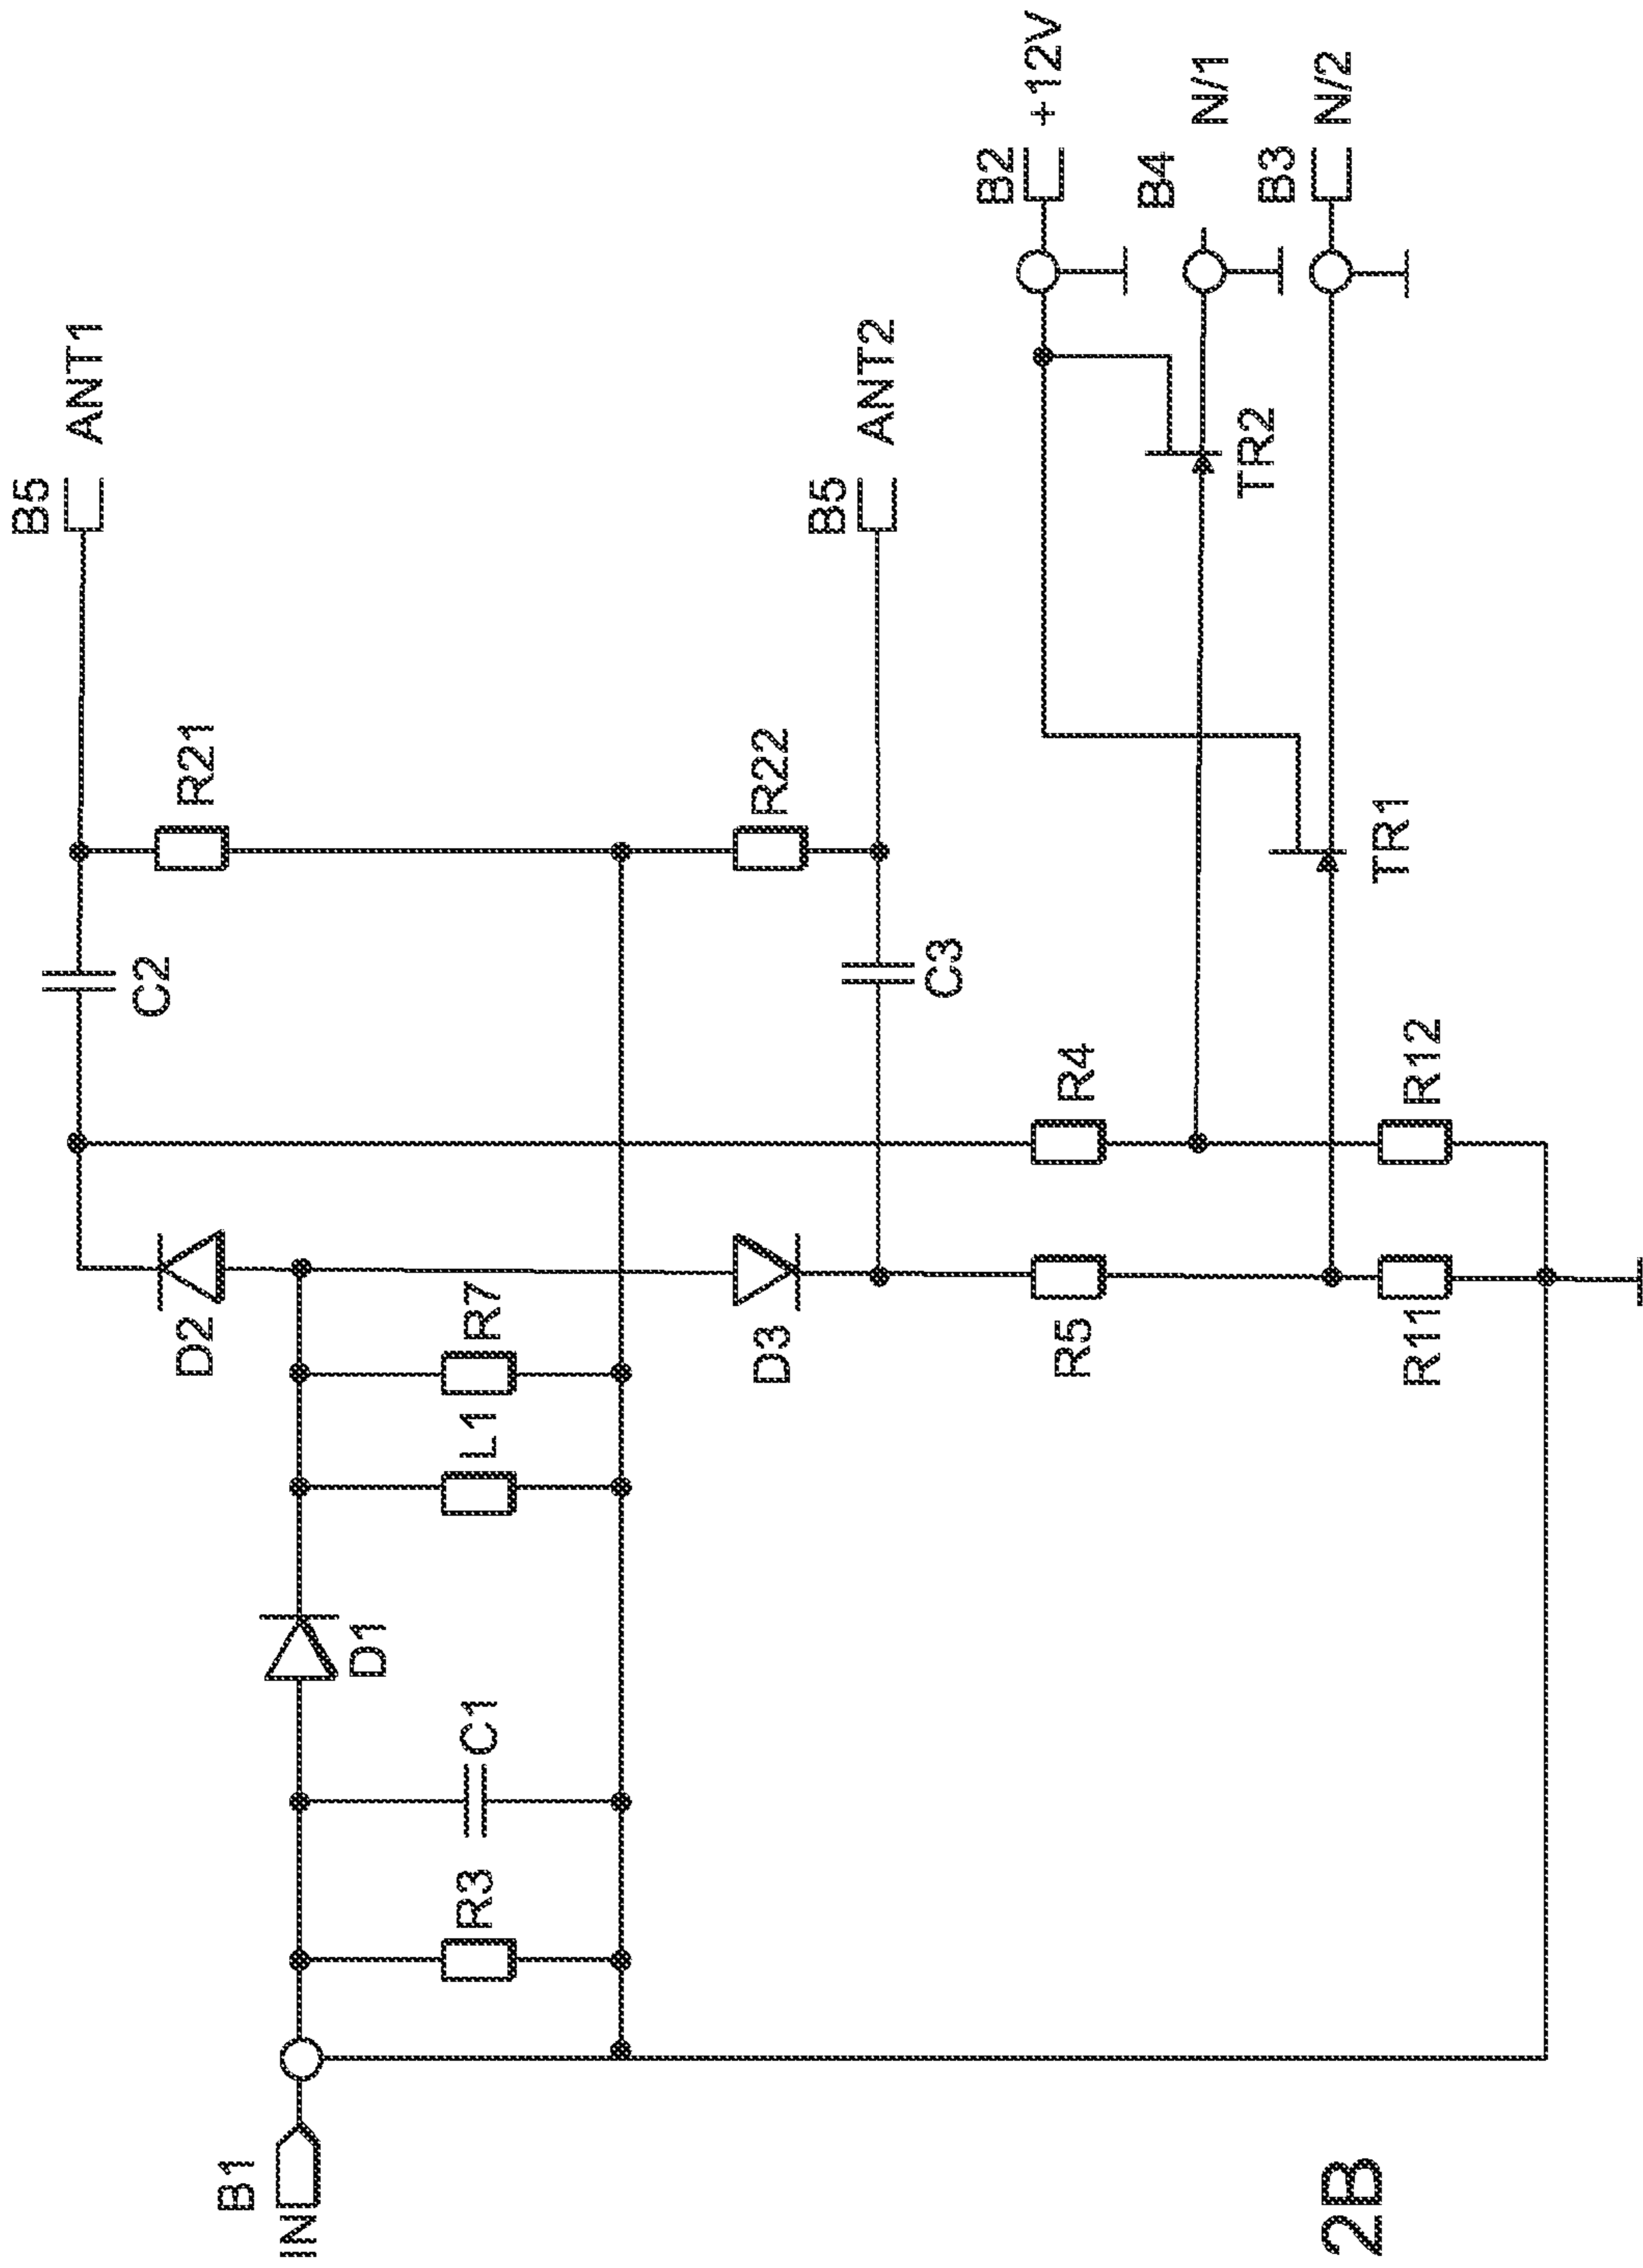 B5
ANT1
C2
R21
D2
B1
IN
D1
R3
C1
L1
R7
D3
R22
B5
ANT2
C3
B2
+12V
R5
R4
B4
N/1
TR2
B3
N/2
TR1
R11
R12
2B